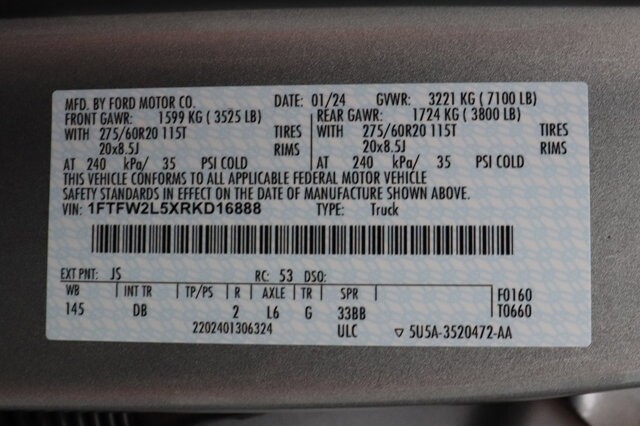 MFD. BY FORD MOTOR CO. DATE: 01/24 GVWR: 3221 KG ( 7100 LB)
FRONT GAWR: 1599 KG ( 3525 LB) REAR GAWR: 1724 KG ( 3800 LB)
WITH 275/60R20 115T TIRES WITH 275/60R20 115T TIRES
20x8.5J RIMS 20x8.5J RIMS
AT 240 kPa/ 35 PSI COLD AT 240 kPa/ 35 PSI COLD
THIS VEHICLE CONFORMS TO ALL APPLICABLE FEDERAL MOTOR VEHICLE
SAFETY STANDARDS IN EFFECT ON THE DATE OF MANUFACTURE SHOWN ABOVE.
VIN: 1FTFW2L5XRKD16888 TYPE: Truck
EXT PNT: JS RC: 53 DSO:
WB INT TR TP/PS R AXLE TR SPR F0160
145 DB 2 L6 G 33BB T0660
2202401306324 ULC ▽ 5U5A-3520472-AA